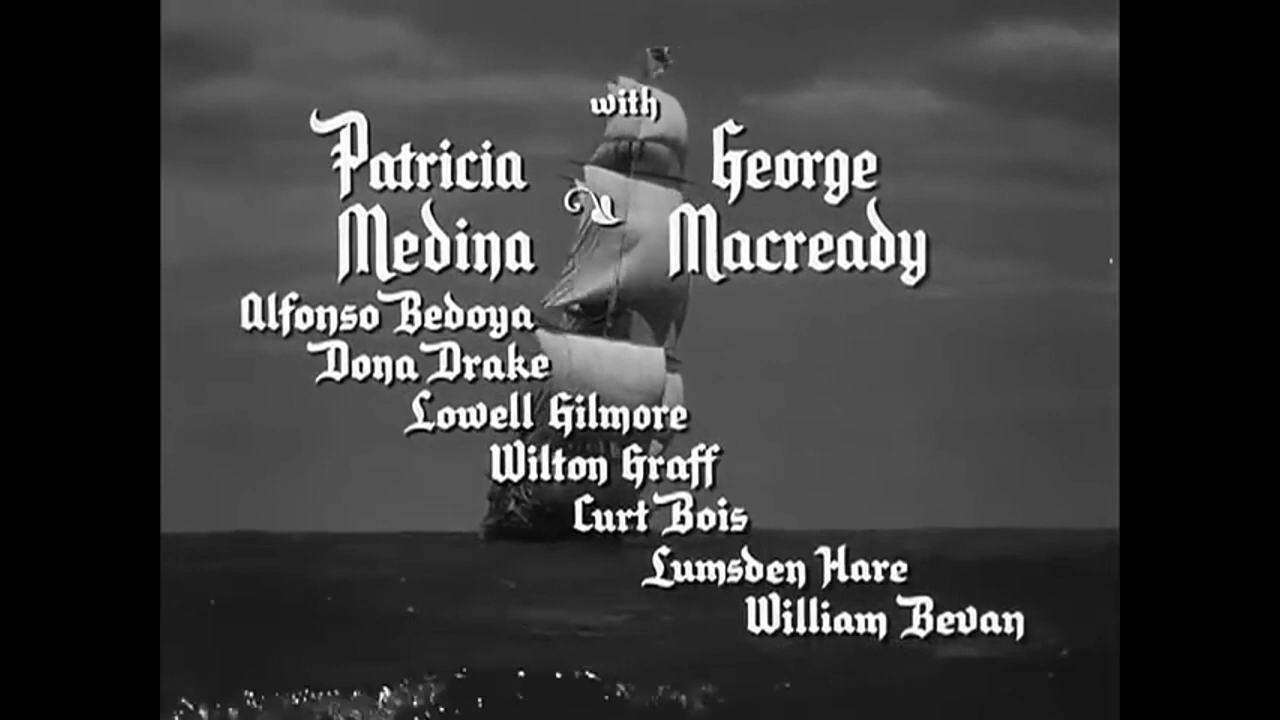 with
Patricia Medina
George Macready
Alfonso Bedoya
Dona Drake
Lowell Gilmore
Wilton Graff
Curt Bois
Lumsden Hare
William Bevan